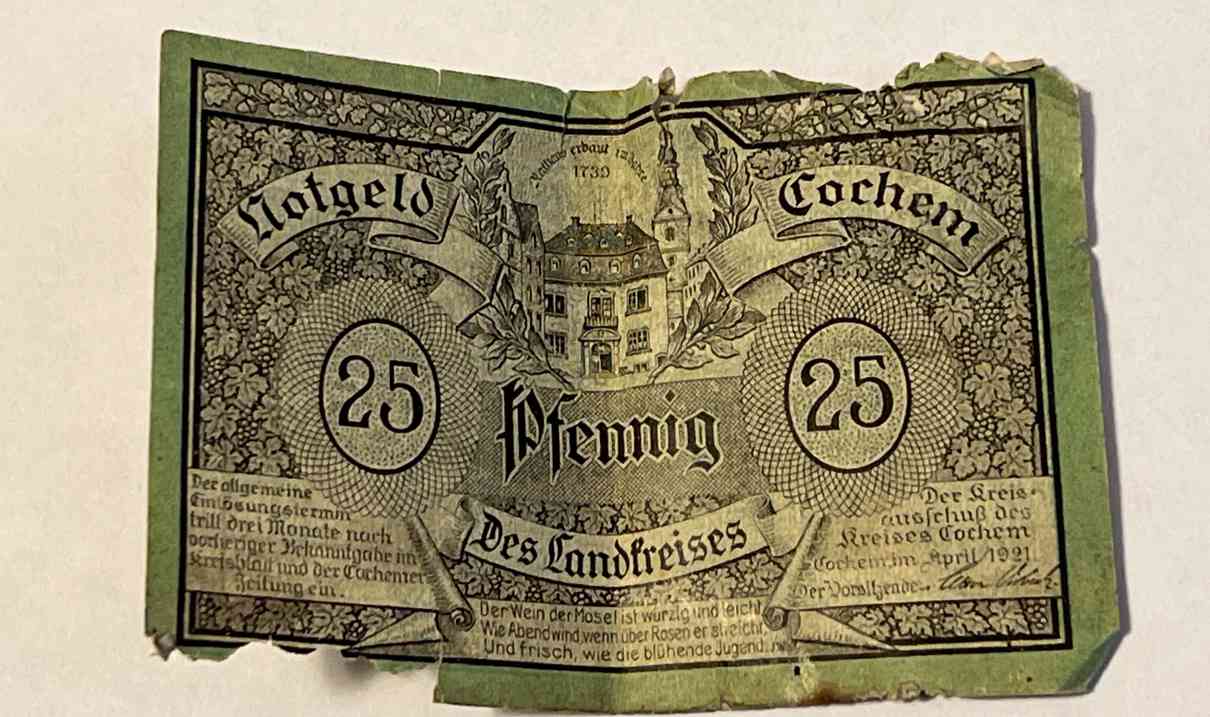 Rathaus erbaut im Jahre
1739
Notgeld
Cochem
25
25
Pfennig
Des Landkreises
Der allgemeine
Einlösungstermin
tritt drei Monate nach
vorheriger Bekanntgabe im
Kreisblatt und der Cochemer
Zeitung ein.
Der Kreis-
ausschuß des
Kreises Cochem
Cochem, im April 1921
Der Vorsitzende
Der Wein der Mosel ist würzig und leicht,
Wie Abendwind, wenn über Rosen er streicht,
Und frisch, wie die blühende Jugend.